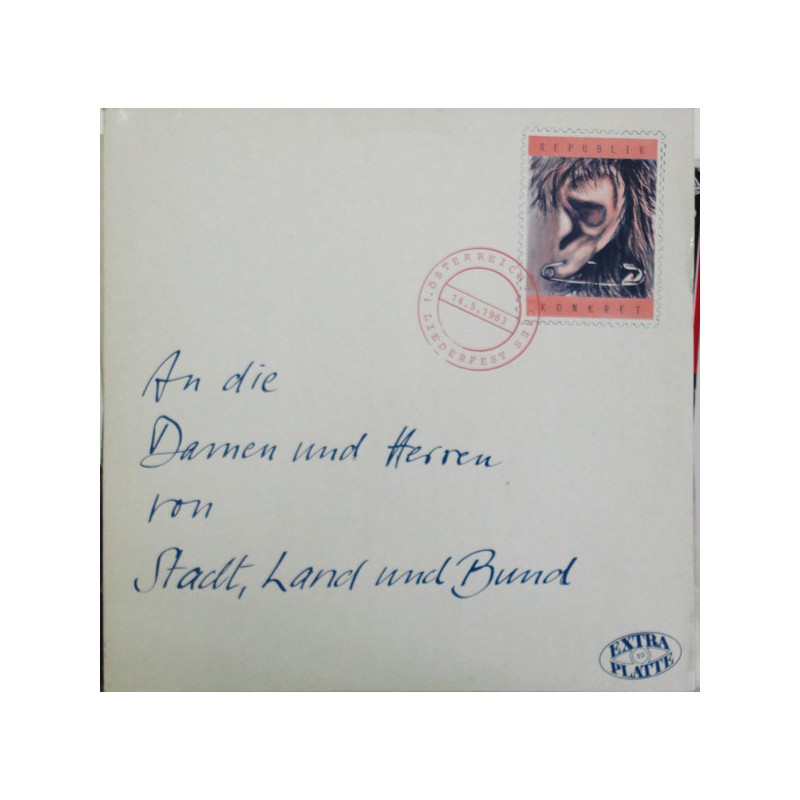 REPUBLIK
KONKRET
1. ÖSTERREICH
14.5.1983
LIEDERFEST
An die
Damen und Herren
von
Stadt, Land und Bund
EXTRA
PLATTE